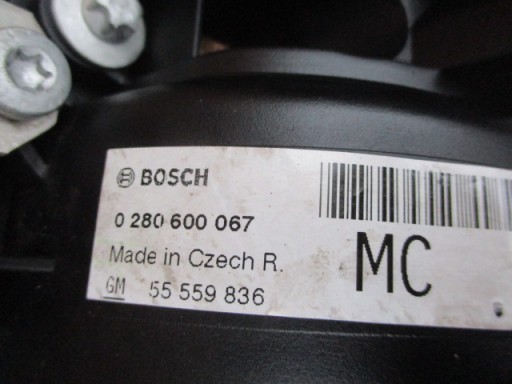 BOSCH
0 280 600 067
Made in Czech R.
GM 55 559 836
MC